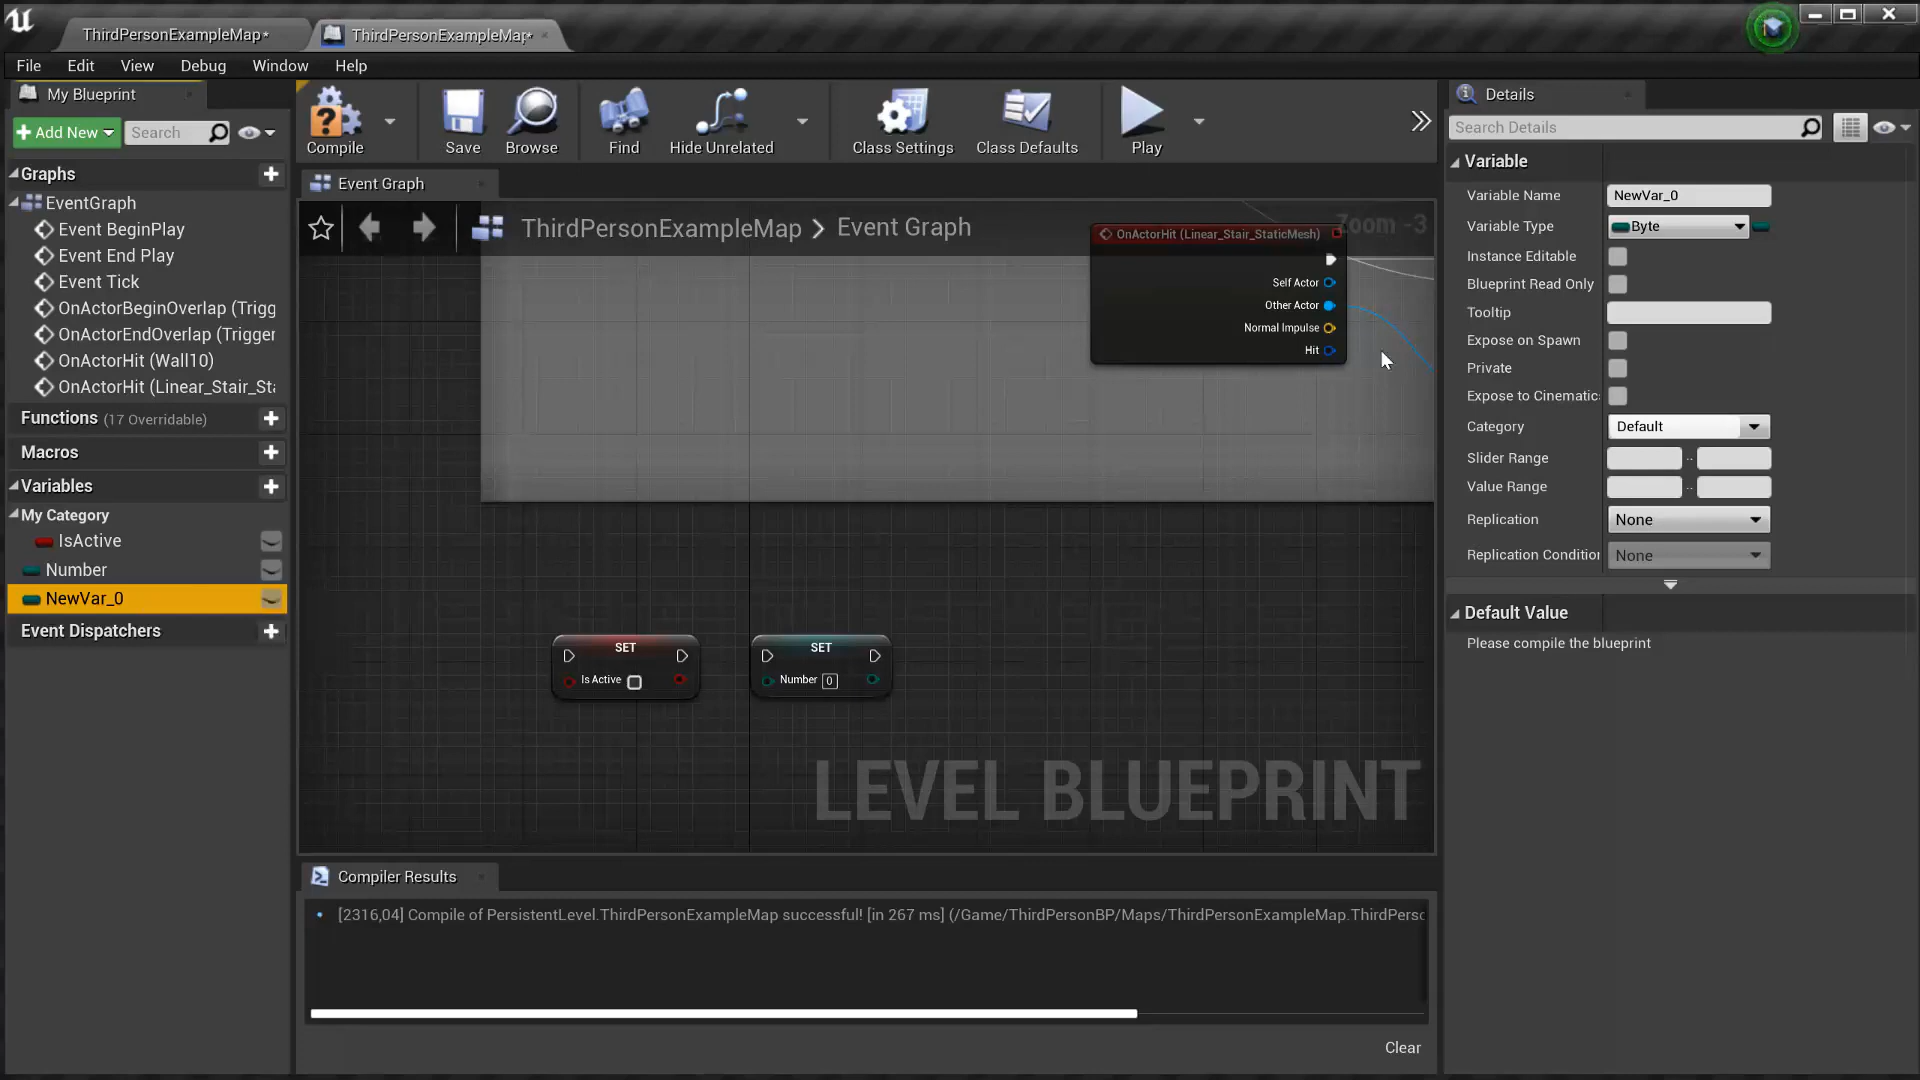 ThirdPersonExampleMap*
ThirdPersonExampleMap*
File Edit View Debug Window Help
My Blueprint
Add New
Search
Graphs
EventGraph
Event BeginPlay
Event End Play
Event Tick
OnActorBeginOverlap (Trigg
OnActorEndOverlap (Trigger
OnActorHit (Wall10)
OnActorHit (Linear_Stair_Sta
Functions (17 Overridable)
Macros
Variables
My Category
IsActive
Number
NewVar_0
Event Dispatchers
Compile
Save
Browse
Find
Hide Unrelated
Class Settings
Class Defaults
Play
Event Graph
ThirdPersonExampleMap > Event Graph
Zoom -3
OnActorHit (Linear_Stair_StaticMesh)
Self Actor
Other Actor
Normal Impulse
Hit
SET
Is Active
SET
Number 0
LEVEL BLUEPRINT
Compiler Results
[2316,04] Compile of PersistentLevel.ThirdPersonExampleMap successful! [in 267 ms] (/Game/ThirdPersonBP/Maps/ThirdPersonExampleMap.ThirdPerso
Clear
Details
Search Details
Variable
Variable Name NewVar_0
Variable Type Byte
Instance Editable
Blueprint Read Only
Tooltip
Expose on Spawn
Private
Expose to Cinematic
Category Default
Slider Range
Value Range
Replication None
Replication Condition None
Default Value
Please compile the blueprint